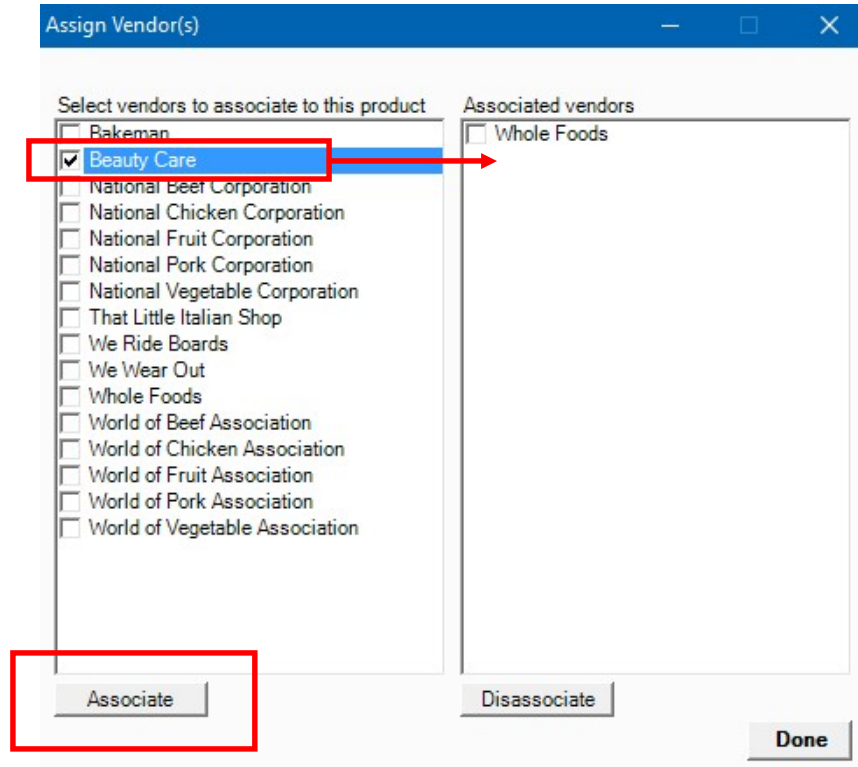 Assign Vendor(s)
Select vendors to associate to this product
Associated vendors
Bakeman
Beauty Care
National Beef Corporation
National Chicken Corporation
National Fruit Corporation
National Pork Corporation
National Vegetable Corporation
That Little Italian Shop
We Ride Boards
We Wear Out
Whole Foods
World of Beef Association
World of Chicken Association
World of Fruit Association
World of Pork Association
World of Vegetable Association
Whole Foods
Associate
Disassociate
Done